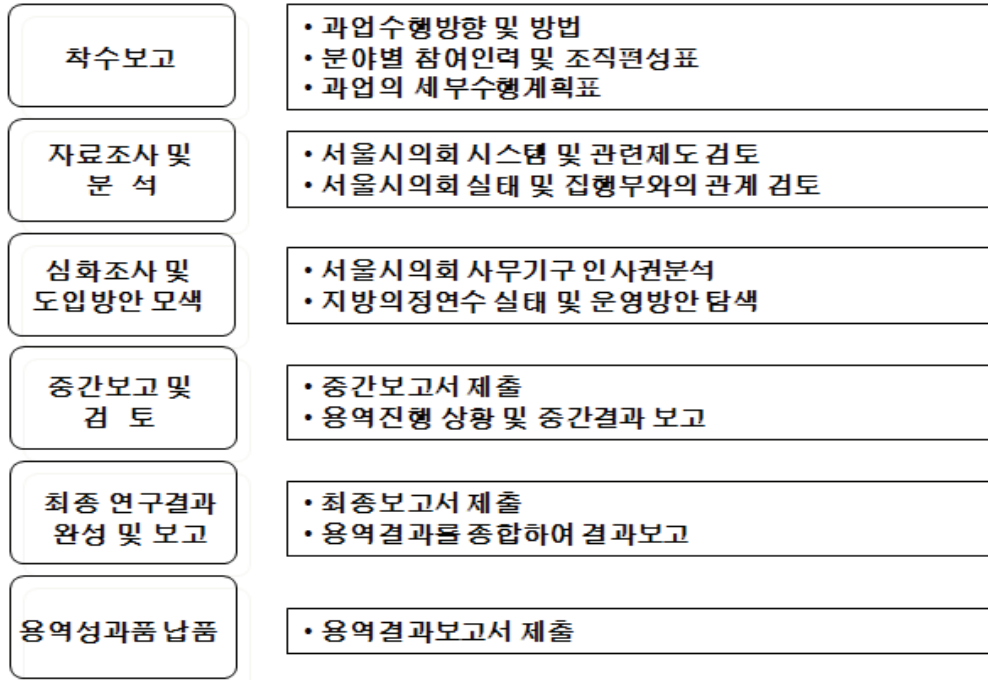 착수보고
• 과업수행방향 및 방법
• 분야별 참여인력 및 조직편성표
• 과업의 세부수행계획표
자료조사 및
분 석
• 서울시의회 시스템 및 관련제도 검토
• 서울시의회 실태 및 집행부와의 관계 검토
심화조사 및
도입방안 모색
• 서울시의회 사무기구 인사권분석
• 지방의정연수 실태 및 운영방안 탐색
중간보고 및
검 토
• 중간보고서 제출
• 용역진행 상황 및 중간결과 보고
최종 연구결과
완성 및 보고
• 최종보고서 제출
• 용역결과를 종합하여 결과보고
용역성과품 납품
• 용역결과보고서 제출